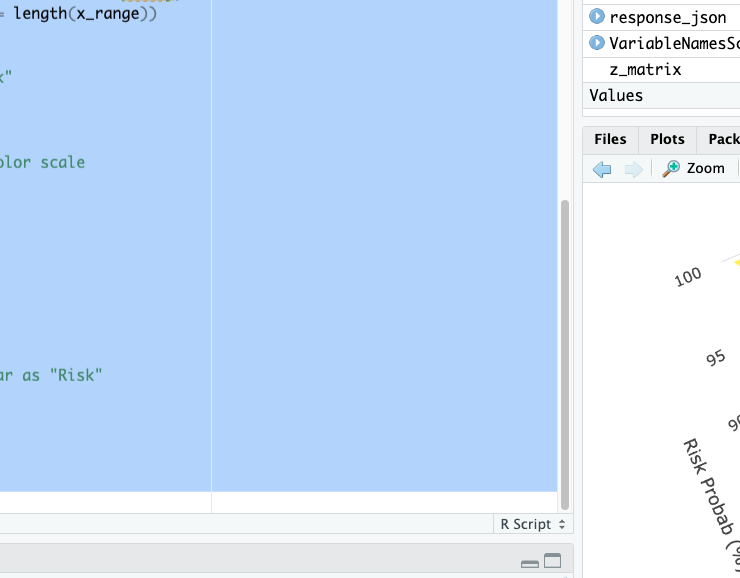 = length(x_range))
k"
olor scale
ar as "Risk"
R Script
response_json
VariableNamesSc
z_matrix
Values
Files Plots Pack
Zoom
100
95
90
Risk Probab (%)